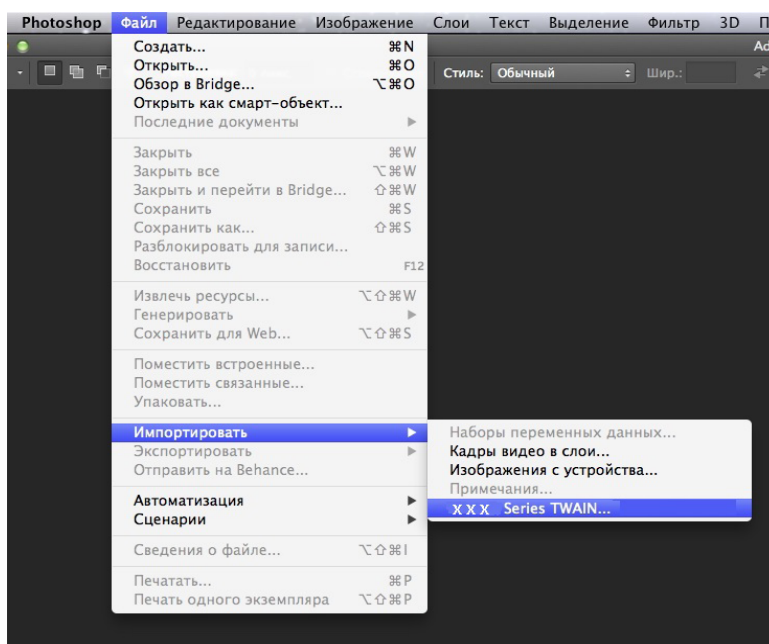 Photoshop Файл Редактирование Изображение Слои Текст Выделение Фильтр 3D
Ad
Стиль: Обычный Шир.:
Создать... ⌘N
Открыть... ⌘O
Обзор в Bridge... ⌥⌘O
Открыть как смарт-объект...
Последние документы ▶
Закрыть ⌘W
Закрыть все ⌥⌘W
Закрыть и перейти в Bridge... ⇧⌘W
Сохранить ⌘S
Сохранить как... ⇧⌘S
Разблокировать для записи...
Восстановить F12
Извлечь ресурсы... ⌥⇧⌘W
Генерировать ▶
Сохранить для Web... ⌥⇧⌘S
Поместить встроенные...
Поместить связанные...
Упаковать...
Импортировать ▶
Экспортировать ▶
Отправить на Behance...
Автоматизация ▶
Сценарии ▶
Сведения о файле... ⌥⇧⌘I
Печатать... ⌘P
Печать одного экземпляра ⌥⇧⌘P
Наборы переменных данных...
Кадры видео в слои...
Изображения с устройства...
Примечания...
X X X Series TWAIN...